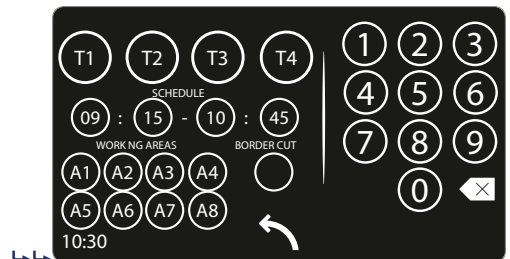 T1 T2 T3 T4
SCHEDULE
09 : 15 - 10 : 45
WORK NG AREAS BORDER CUT
A1 A2 A3 A4
A5 A6 A7 A8
10:30
1 2 3
4 5 6
7 8 9
0